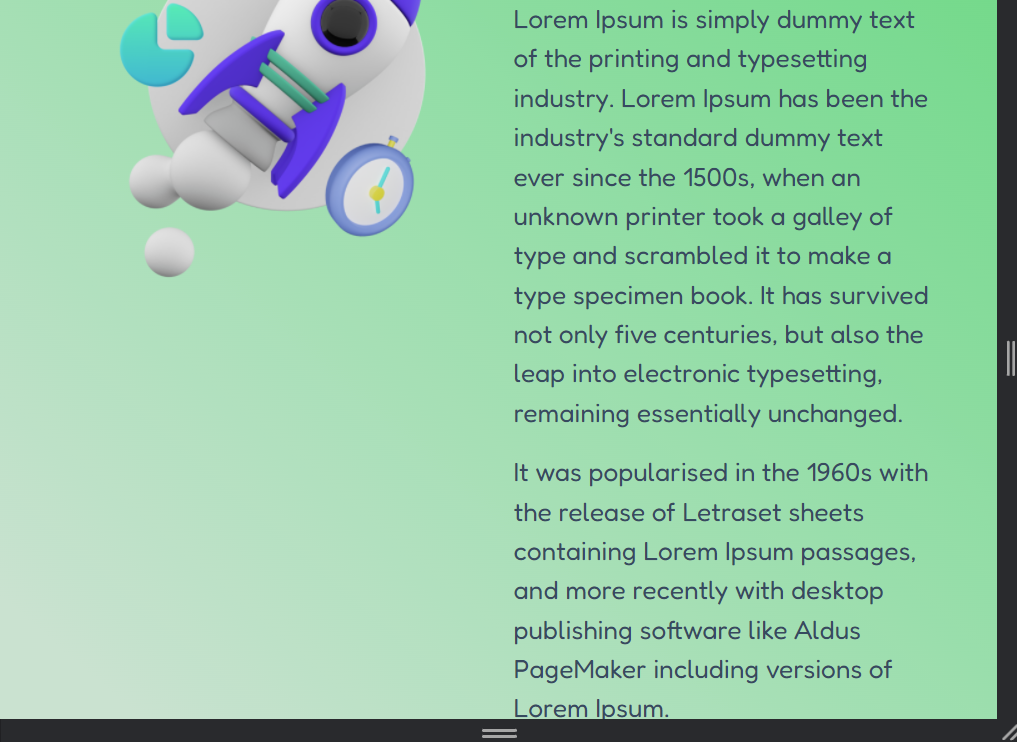 Lorem Ipsum is simply dummy text
of the printing and typesetting
industry. Lorem Ipsum has been the
industry's standard dummy text
ever since the 1500s, when an
unknown printer took a galley of
type and scrambled it to make a
type specimen book. It has survived
not only five centuries, but also the
leap into electronic typesetting,
remaining essentially unchanged.
It was popularised in the 1960s with
the release of Letraset sheets
containing Lorem Ipsum passages,
and more recently with desktop
publishing software like Aldus
PageMaker including versions of
Lorem Ipsum.